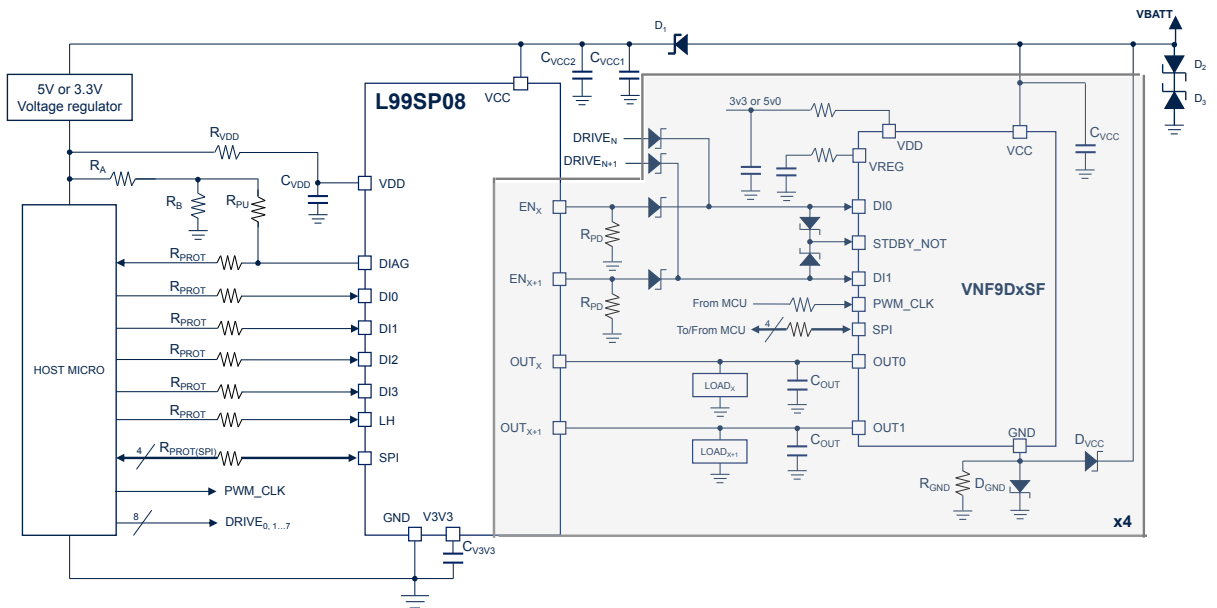 D1
VBATT
D2
D3
5V or 3.3V
Voltage regulator
L99SP08
VCC
CVCC2
CVCC1
3v3 or 5v0
VDD
VCC
CVCC
VREG
DRIVEN
DRIVEN+1
RVDD
RA
RB
RPU
CVDD
VDD
ENX
RPD
DI0
STDBY_NOT
RPROT
DIAG
ENX+1
RPD
DI1
VNF9DxSF
RPROT
DI0
From MCU
PWM_CLK
RPROT
DI1
To/From MCU
4
SPI
HOST MICRO
RPROT
DI2
OUTX
LOADX
COUT
OUT0
RPROT
DI3
RPROT
LH
OUTX+1
LOADX+1
COUT
OUT1
4
RPROT(SPI)
SPI
GND
DVCC
PWM_CLK
RGND
DGND
8
DRIVE0, 1...7
GND
V3V3
CV3V3
x4